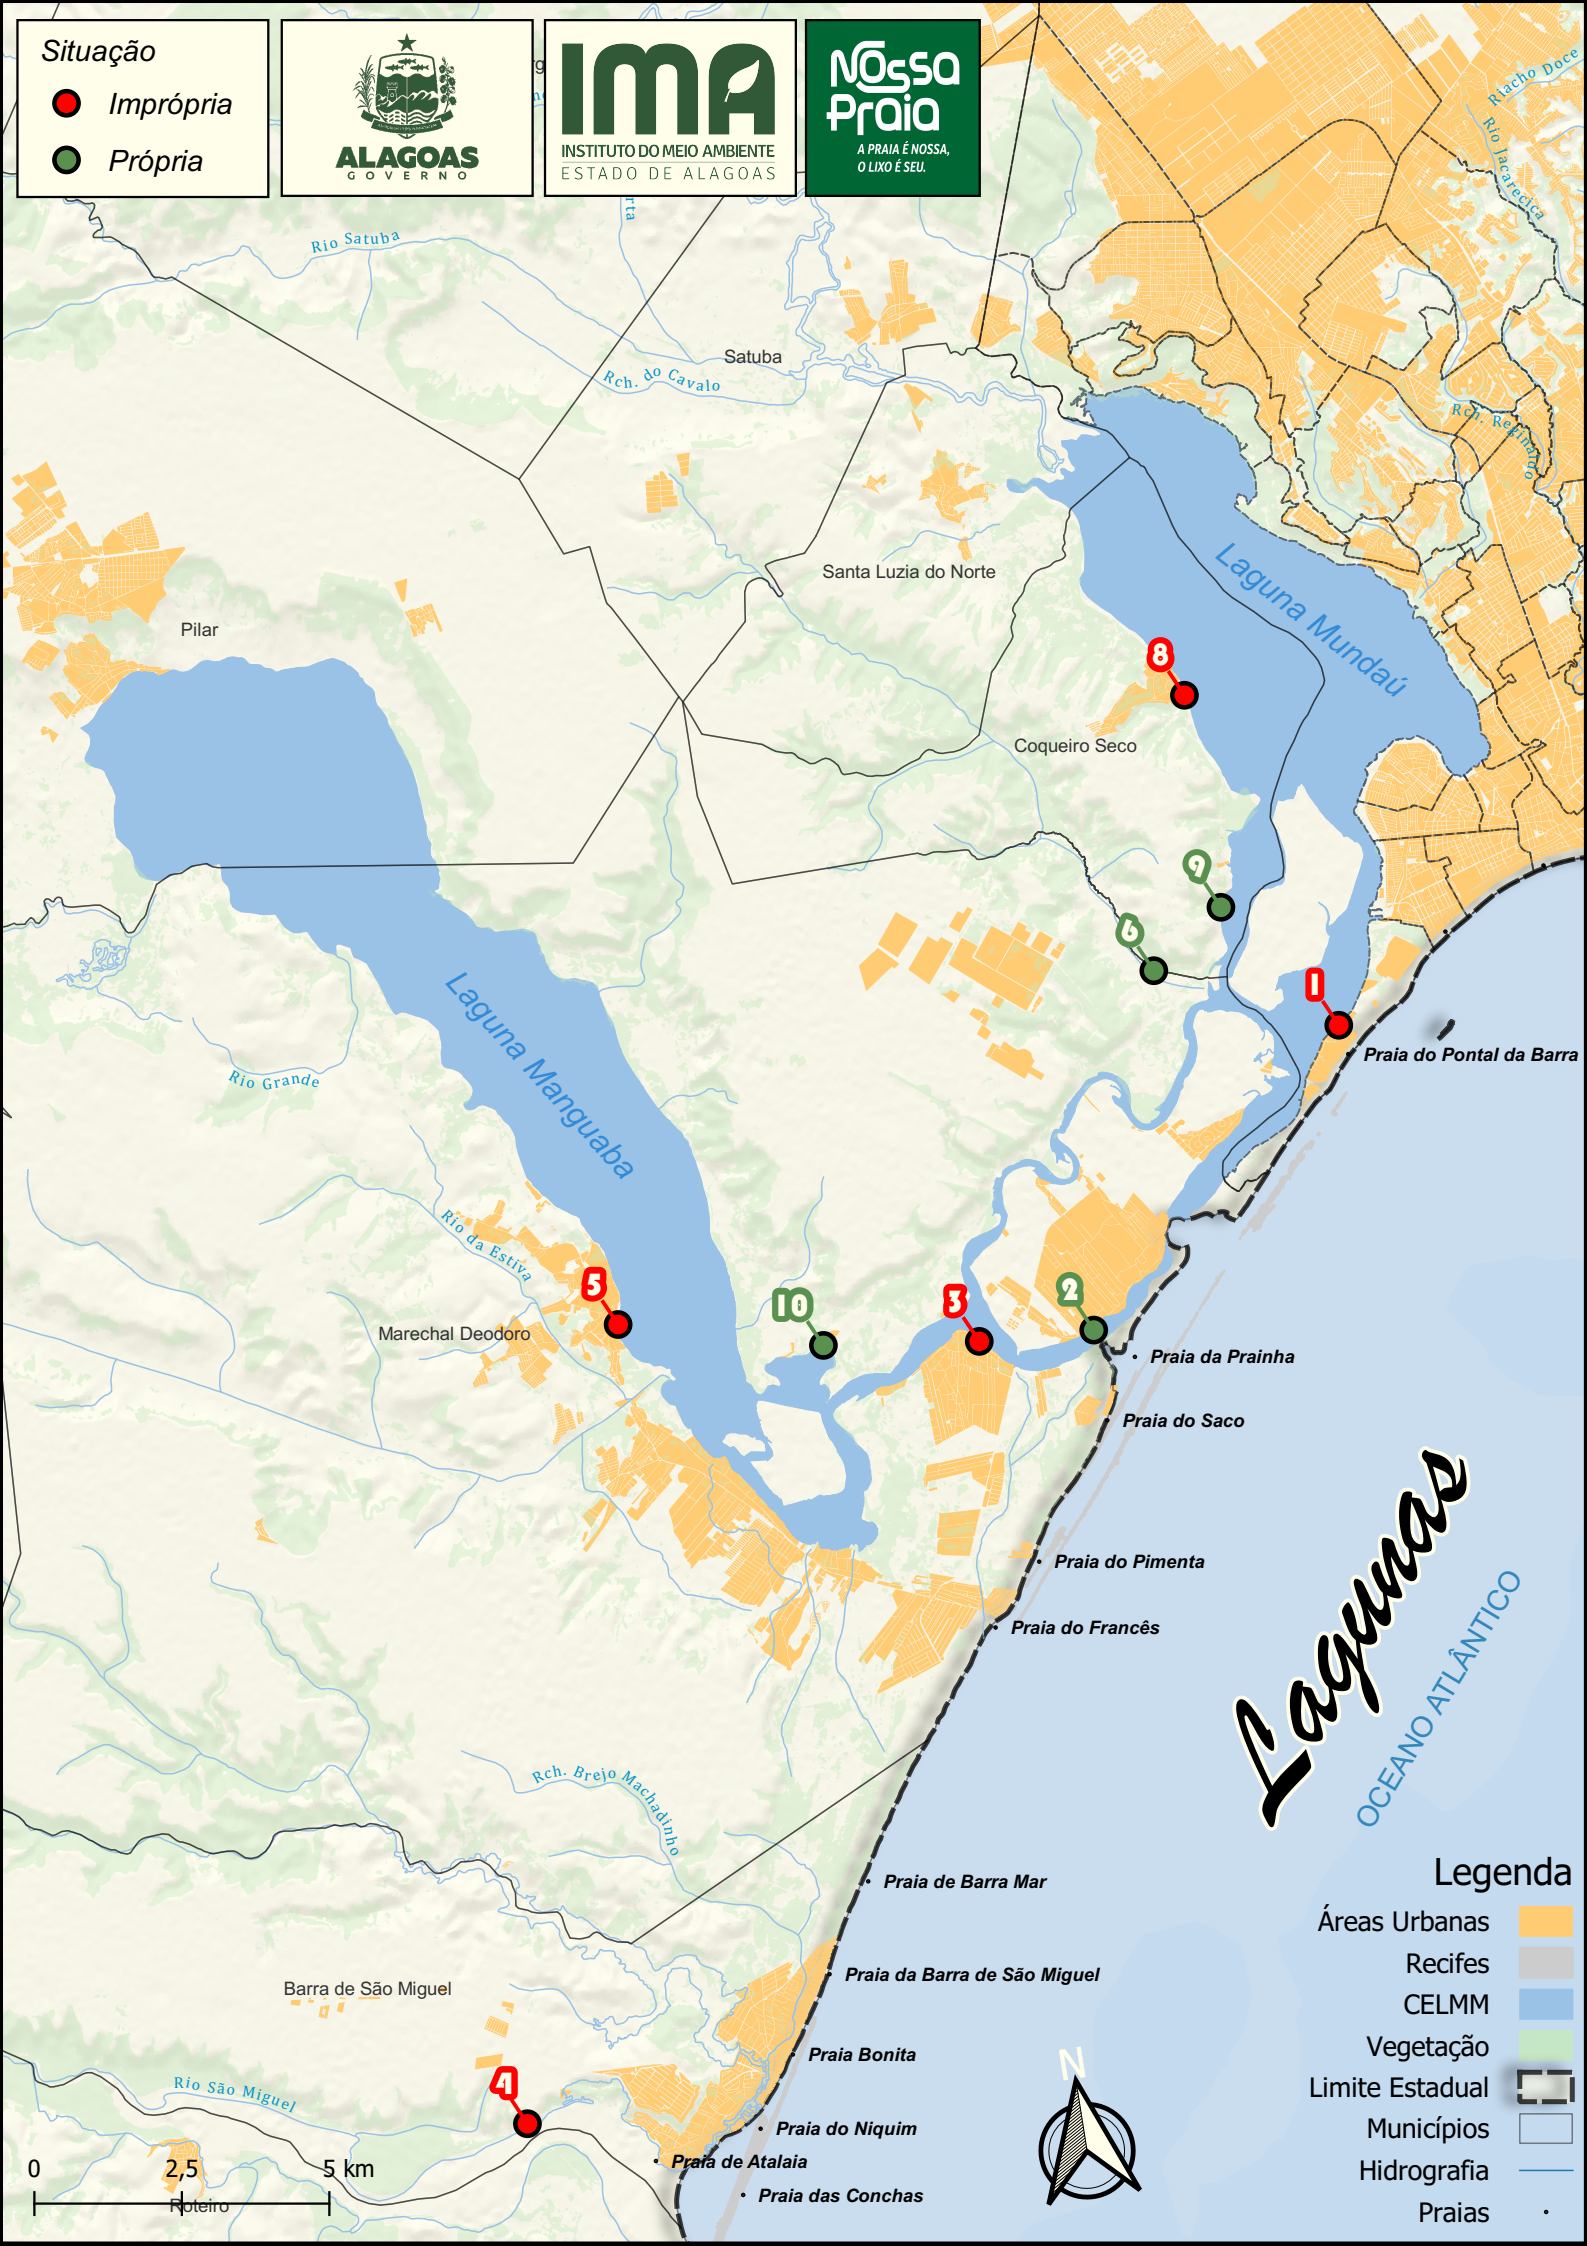 Situação
Imprópria
Própria
ALAGOAS
GOVERNO
IMA
INSTITUTO DO MEIO AMBIENTE
ESTADO DE ALAGOAS
Nossa
Praia
A PRAIA É NOSSA,
O LIXO É SEU.
Riacho Doce
Rio Jacarecica
Rio Satuba
Satuba
Rch. do Cavalo
Rch. Reginaldo
Santa Luzia do Norte
Pilar
Laguna Mundaú
8
Coqueiro Seco
9
6
1
Praia do Pontal da Barra
Laguna Manguaba
Rio Grande
Rio da Estiva
5
10
3
2
Marechal Deodoro
Praia da Prainha
Praia do Saco
Praia do Pimenta
Praia do Francês
Lagunas
OCEANO ATLÂNTICO
Rch. Brejo Machadinho
Praia de Barra Mar
Praia da Barra de São Miguel
Barra de São Miguel
Praia Bonita
Rio São Miguel
4
Praia do Niquim
Praia de Atalaia
Praia das Conchas
Roteiro
0 2,5 5 km
N
Legenda
Áreas Urbanas
Recifes
CELMM
Vegetação
Limite Estadual
Municípios
Hidrografia
Praias